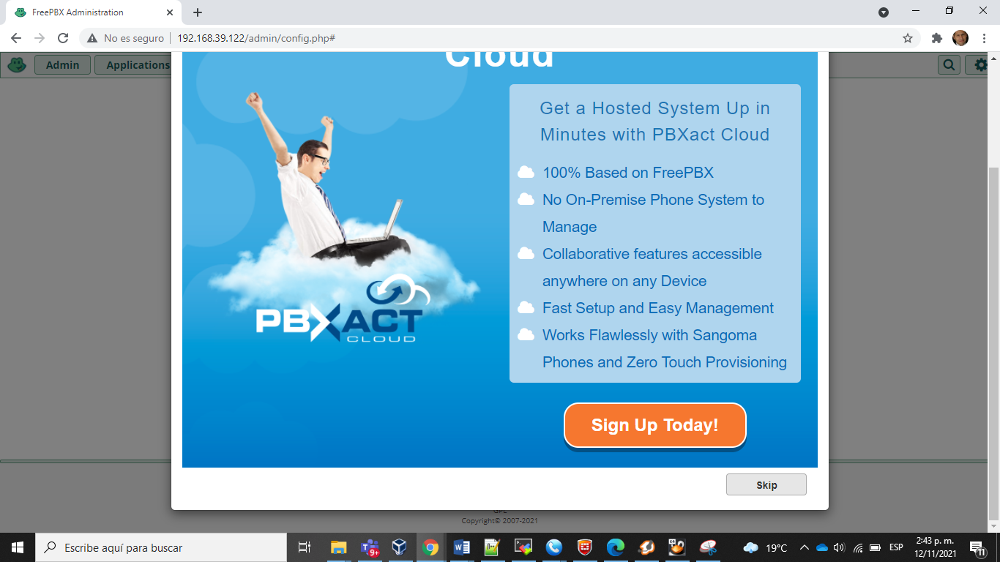 FreePBX Administration
No es seguro
192.168.39.122/admin/config.php#
Admin
Applications
Cloud
Get a Hosted System Up in
Minutes with PBXact Cloud
100% Based on FreePBX
No On-Premise Phone System to
Manage
Collaborative features accessible
anywhere on any Device
Fast Setup and Easy Management
Works Flawlessly with Sangoma
Phones and Zero Touch Provisioning
PBXACT
CLOUD
Sign Up Today!
Skip
GPL
Copyright© 2007-2021
Escribe aquí para buscar
9+
64
19°C
ESP
2:43 p. m.
12/11/2021
11